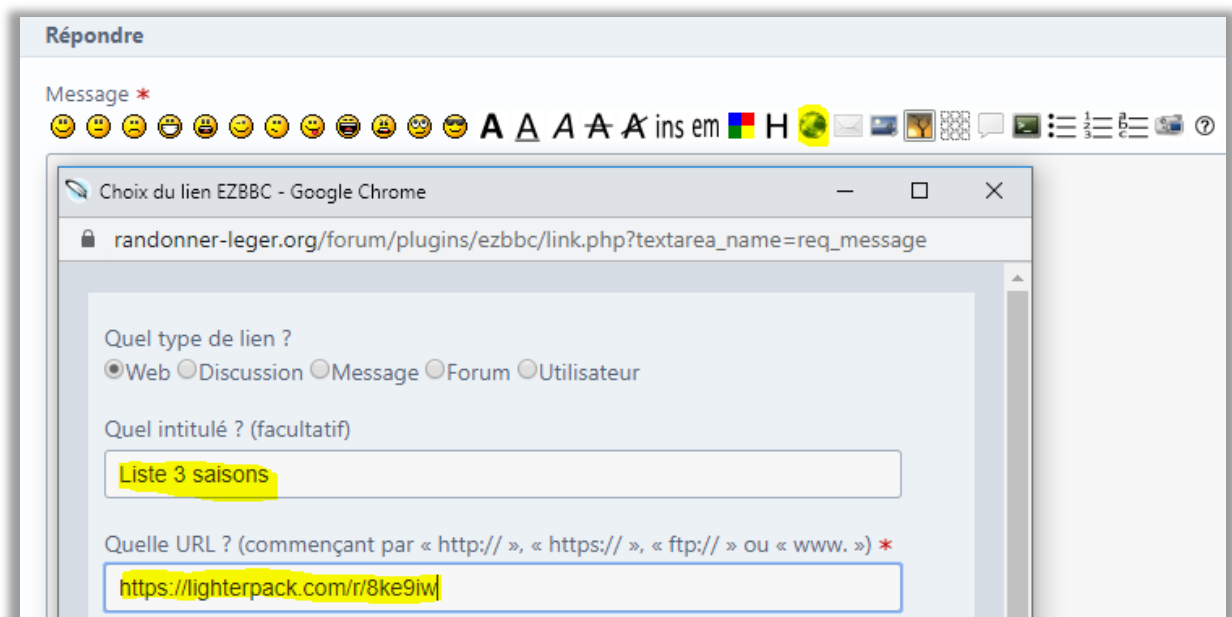 Répondre
Message *
A A A A A ins em H
Choix du lien EZBBC - Google Chrome
randonner-leger.org/forum/plugins/ezbbc/link.php?textarea_name=req_message
Quel type de lien ?
Web Discussion Message Forum Utilisateur
Quel intitulé ? (facultatif)
Liste 3 saisons
Quelle URL ? (commençant par « http:// », « https:// », « ftp:// » ou « www. ») *
https://lighterpack.com/r/8ke9iw